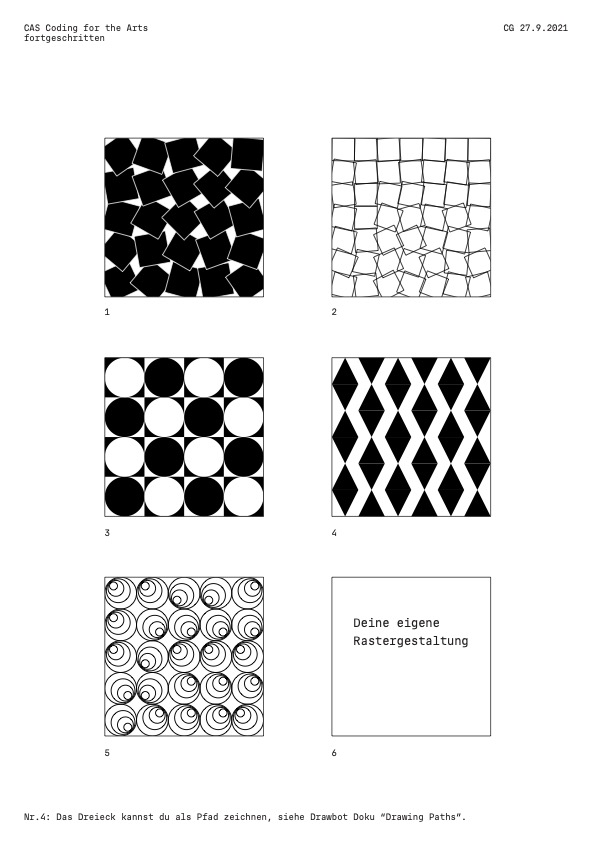 CAS Coding for the Arts
fortgeschritten
CG 27.9.2021
1
2
3
4
5
Deine eigene
Rastergestaltung
6
Nr.4: Das Dreieck kannst du als Pfad zeichnen, siehe Drawbot Doku “Drawing Paths”.